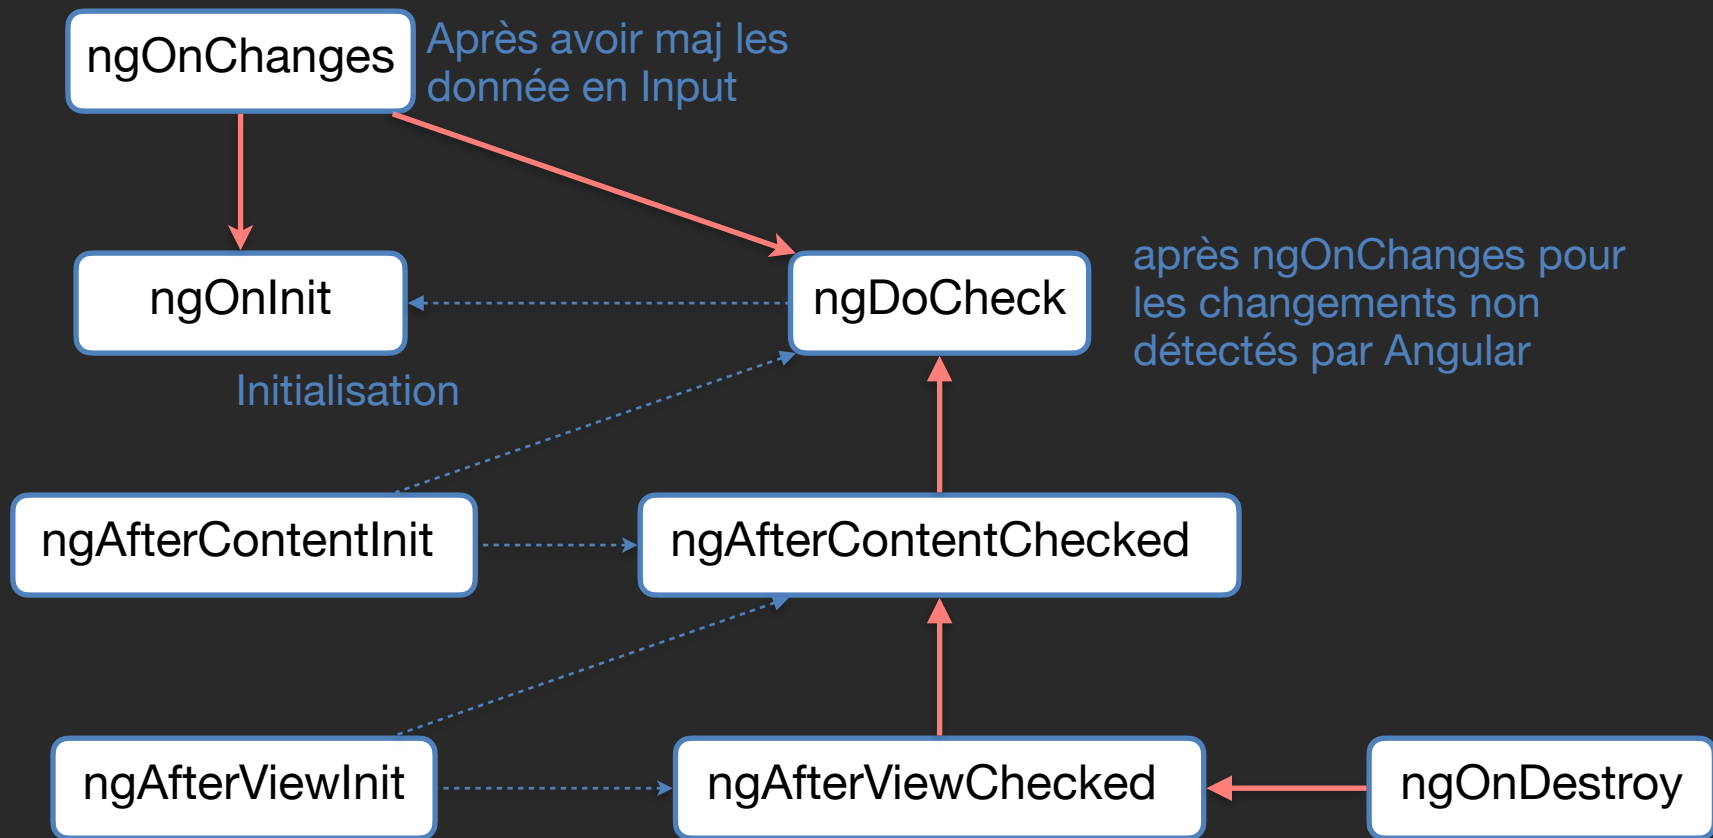 ngOnChanges
Après avoir maj les
donnée en Input
ngOnInit
ngDoCheck
après ngOnChanges pour
les changements non
détectés par Angular
Initialisation
ngAfterContentInit
ngAfterContentChecked
ngAfterViewInit
ngAfterViewChecked
ngOnDestroy